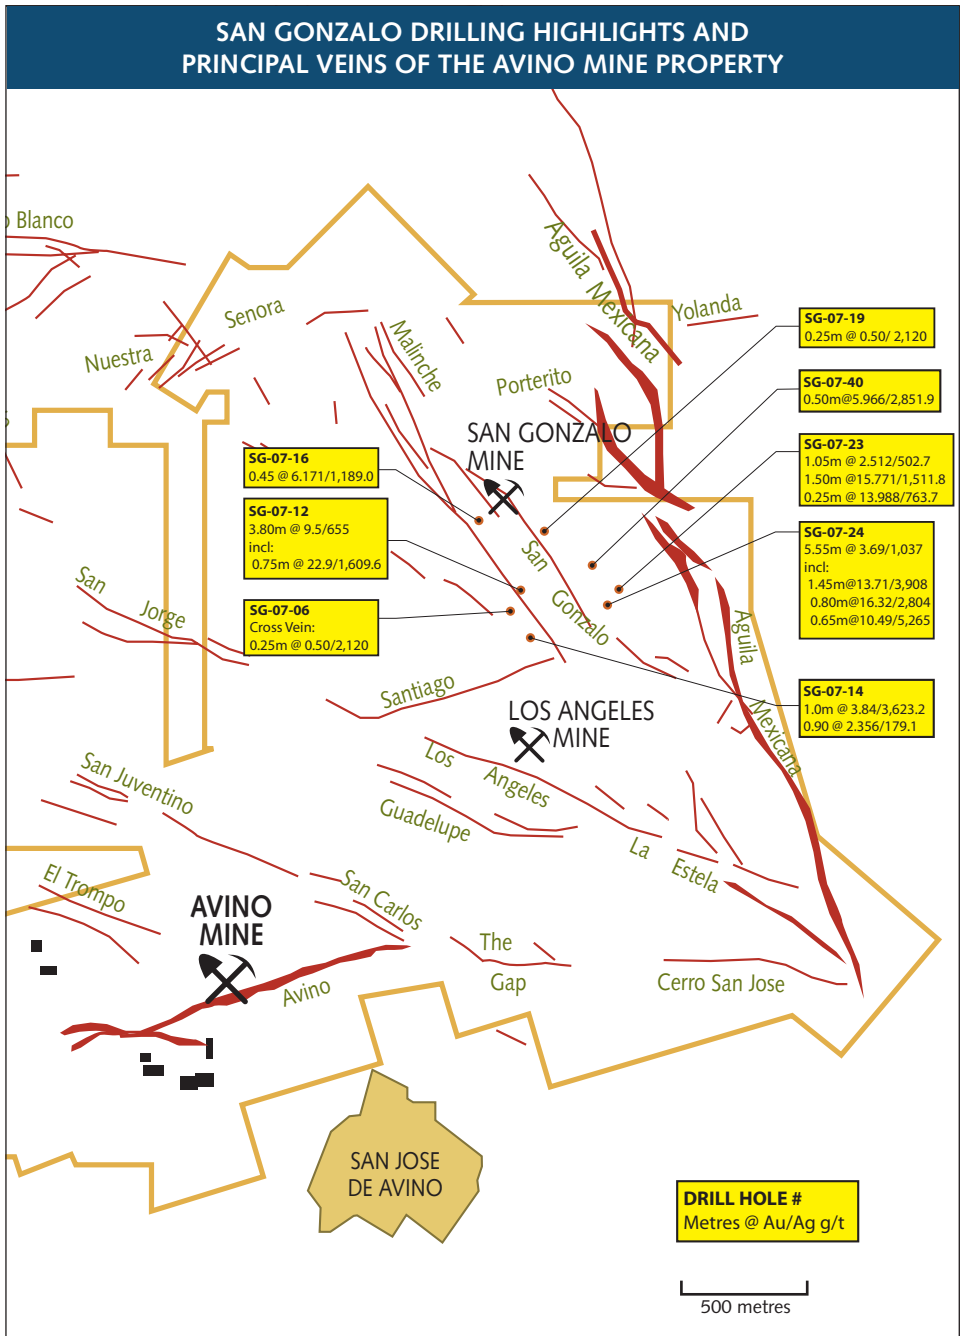 SAN GONZALO DRILLING HIGHLIGHTS AND
PRINCIPAL VEINS OF THE AVINO MINE PROPERTY
Blanco
Nuestra
Senora
Malinche
Aguila
Mexicana
Yolanda
Porterito
SAN GONZALO
MINE
SG-07-19
0.25m @ 0.50/ 2,120
SG-07-40
0.50m@5.966/2,851.9
SG-07-23
1.05m @ 2.512/502.7
1.50m @15.771/1,511.8
0.25m @ 13.988/763.7
SG-07-24
5.55m @ 3.69/1,037
incl:
1.45m@13.71/3,908
0.80m@16.32/2,804
0.65m@10.49/5,265
SG-07-14
1.0m @ 3.84/3,623.2
0.90 @ 2.356/179.1
SG-07-16
0.45 @ 6.171/1,189.0
SG-07-12
3.80m @ 9.5/655
incl:
0.75m @ 22.9/1,609.6
SG-07-06
Cross Vein:
0.25m @ 0.50/2,120
San
Gonzalo
San
Jorge
Aguila
Mexicana
Santiago
LOS ANGELES
MINE
Los
Angeles
Guadelupe
La
Estela
San Juventino
El Trompo
San Carlos
AVINO
MINE
Avino
The
Gap
Cerro San Jose
SAN JOSE
DE AVINO
DRILL HOLE #
Metres @ Au/Ag g/t
500 metres